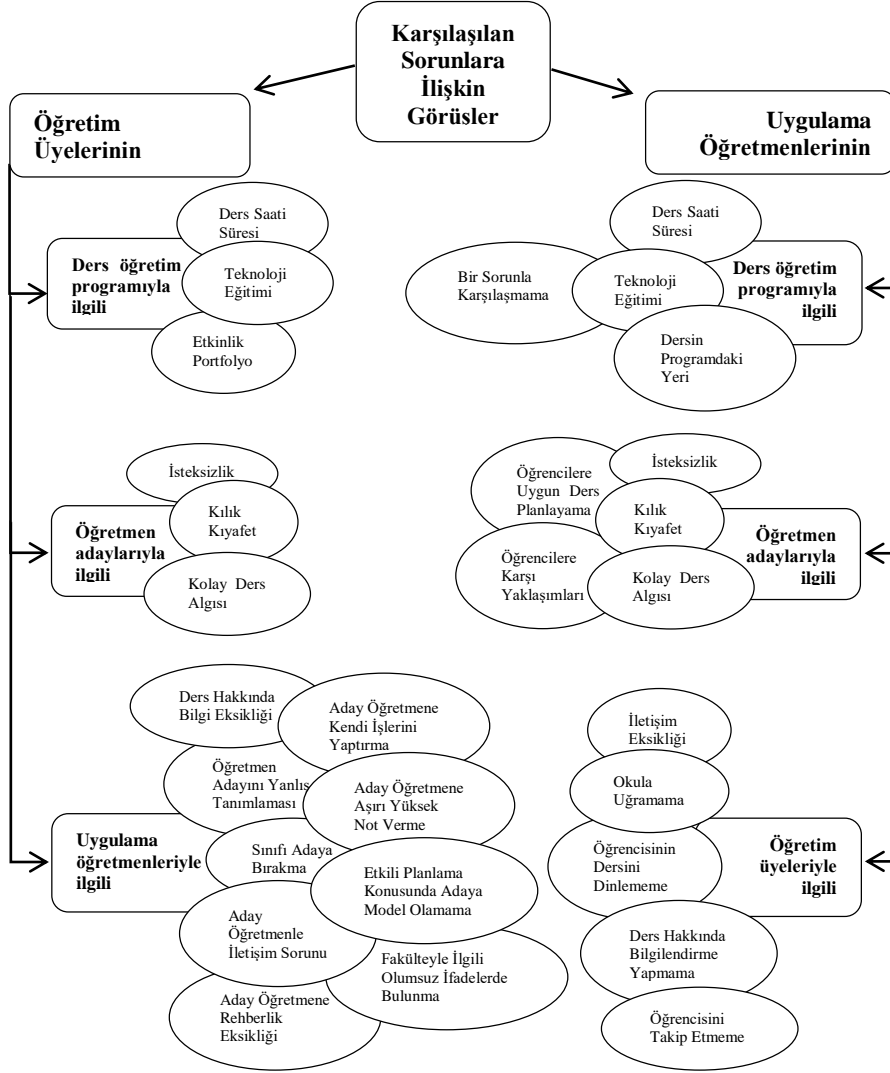 Karşılaşılan
Sorunlara
İlişkin
Görüsler
Öğretim
Üyelerinin
Uygulama
Öğretmenlerinin
Ders Saati
Süresi
Ders öğretim
programıyla
ilgili
Teknoloji
Eğitimi
Etkinlik
Portfolyo
Ders Saati
Süresi
Bir Sorunla
Karşılaşmama
Teknoloji
Eğitimi
Ders öğretim
programıyla
ilgili
Dersin
Programdaki
Yeri
İsteksizlik
Kılık
Kıyafet
Öğretmen
adaylarıyla
ilgili
Kolay Ders
Algısı
Öğrencilere
Uygun Ders
Planlayama
İsteksizlik
Kılık
Kıyafet
Öğretmen
adaylarıyla
ilgili
Öğrencilere
Karşı
Yaklaşımları
Kolay Ders
Algısı
Ders Hakkında
Bilgi Eksikliği
Aday Öğretmene
Kendi İşlerini
Yaptırma
Öğretmen
Adayını Yanlıs
Tanımlaması
Aday Öğretmene
Aşırı Yüksek
Not Verme
Uygulama
öğretmenleriyle
ilgili
Sınıfı Adaya
Bırakma
Etkili Planlama
Konusunda Adaya
Model Olamama
Aday
Öğretmenle
İletişim Sorunu
Fakülteyle İlgili
Olumsuz İfadelerde
Bulunma
Aday Öğretmene
Rehberlik
Eksikliği
İletişim
Eksikliği
Okula
Uğramama
Öğrencisinin
Dersini
Dinlememe
Öğretim
üyeleriyle
ilgili
Ders Hakkında
Bilgilendirme
Yapmama
Öğrencisini
Takip Etmeme